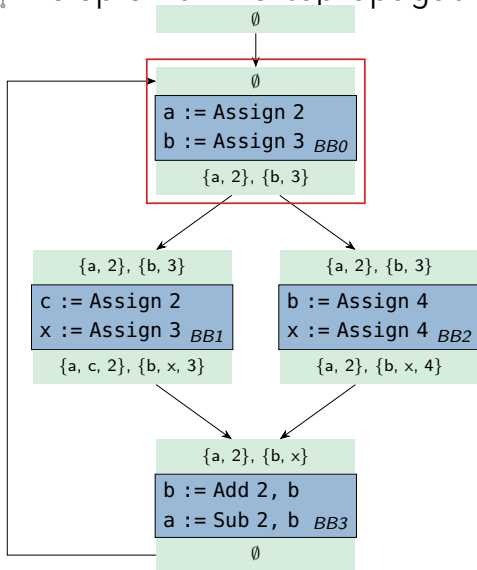 ∅
∅
a := Assign 2
b := Assign 3 BB0
{a, 2}, {b, 3}
{a, 2}, {b, 3}
c := Assign 2
x := Assign 3 BB1
{a, c, 2}, {b, x, 3}
{a, 2}, {b, 3}
b := Assign 4
x := Assign 4 BB2
{a, 2}, {b, x, 4}
{a, 2}, {b, x}
b := Add 2, b
a := Sub 2, b BB3
∅